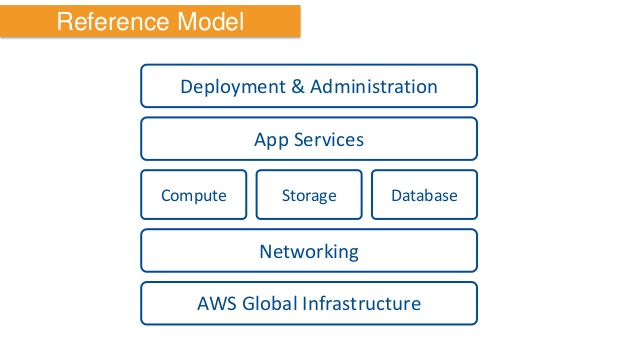 Reference Model
Deployment & Administration
App Services
Compute
Storage
Database
Networking
AWS Global Infrastructure